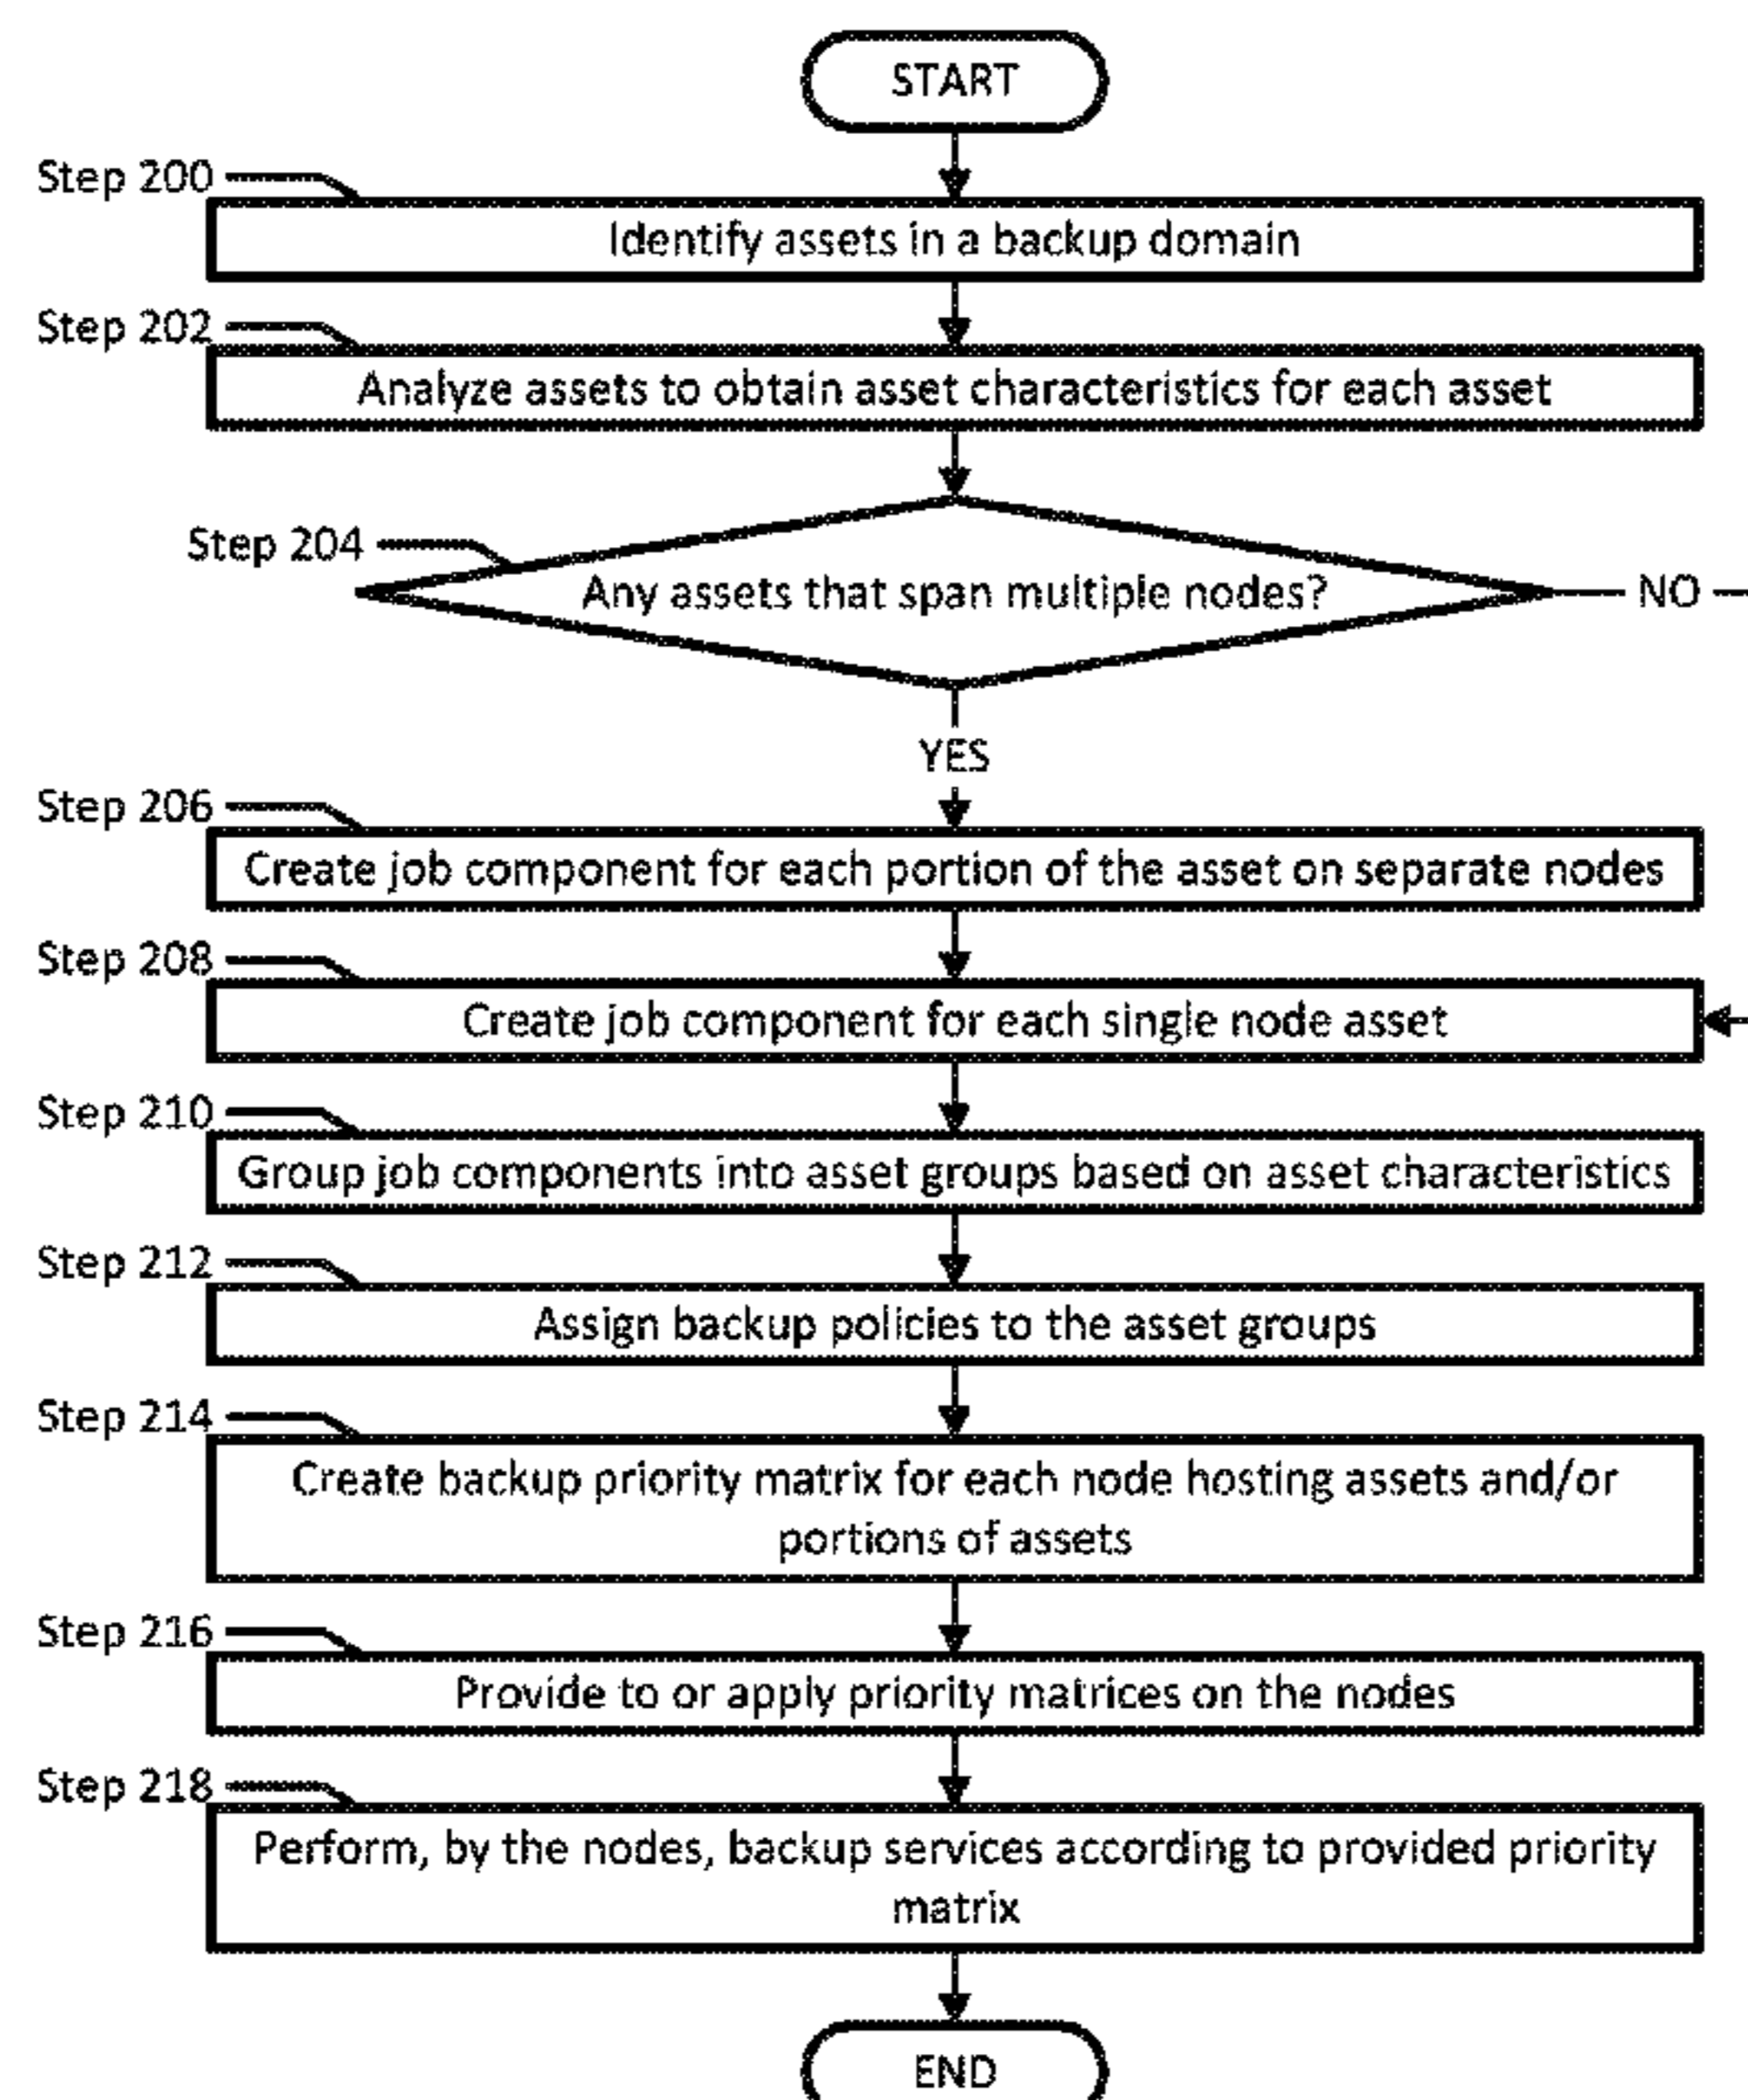 START
Step 200
Identify assets in a backup domain
Step 202
Analyze assets to obtain asset characteristics for each asset
Step 204
Any assets that span multiple nodes?
NO
YES
Step 206
Create job component for each portion of the asset on separate nodes
Step 208
Create job component for each single node asset
Step 210
Group job components into asset groups based on asset characteristics
Step 212
Assign backup policies to the asset groups
Step 214
Create backup priority matrix for each node hosting assets and/or
portions of assets
Step 216
Provide to or apply priority matrices on the nodes
Step 218
Perform, by the nodes, backup services according to provided priority
matrix
END